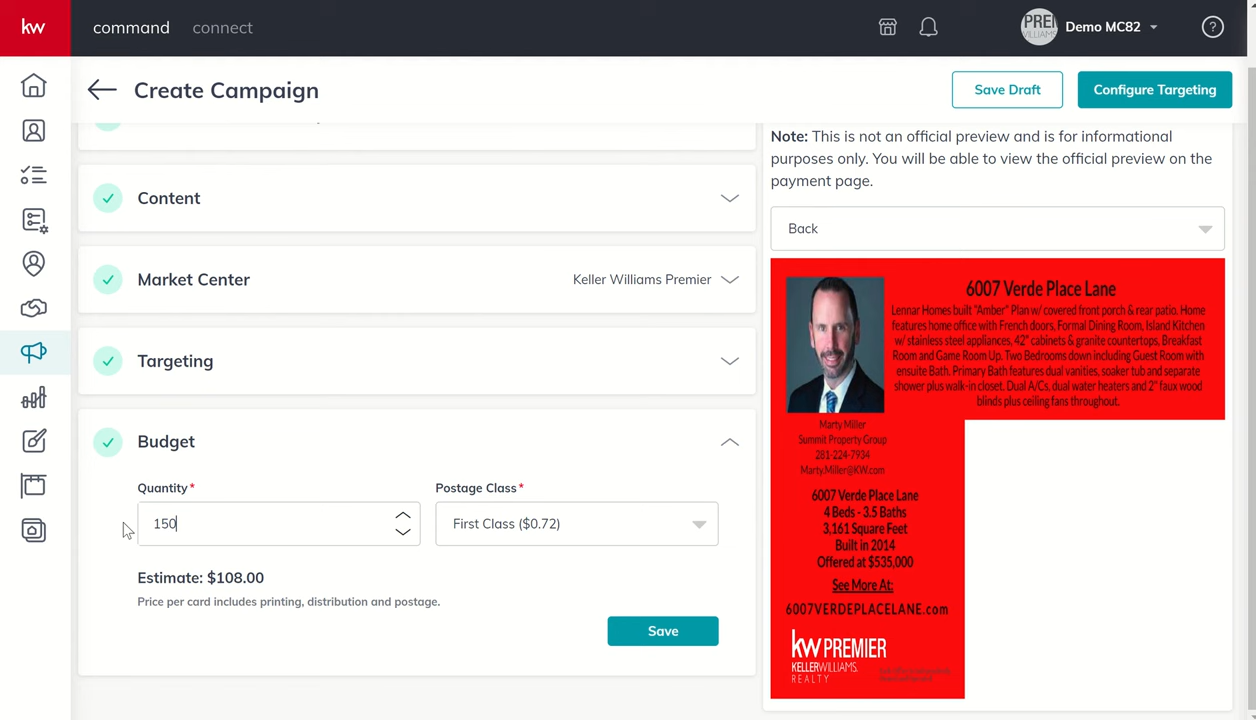 kw
command
connect
PREM
WILLIAMS
Demo MC82
?
Create Campaign
Save Draft
Configure Targeting
Content
Market Center
Keller Williams Premier
Targeting
Budget
Quantity*
Postage Class*
150
First Class ($0.72)
Estimate: $108.00
Price per card includes printing, distribution and postage.
Save
Note: This is not an official preview and is for informational
purposes only. You will be able to view the official preview on the
payment page.
Back
6007 Verde Place Lane
Lennar Homes built "Amber" Plan w/ covered front porch & rear patio. Home
features home office with French doors, Formal Dining Room, Island Kitchen
w/ stainless steel appliances, 42" cabinets & granite countertops, Breakfast
Room and Game Room Up. Two Bedrooms down including Guest Room with
ensuite Bath. Primary Bath features dual vanities, soaker tub and separate
shower plus walk-in closet. Dual A/Cs, dual water heaters and 2" faux wood
blinds plus ceiling fans throughout.
Marty Miller
Summit Property Group
281-224-7934
Marty.Miller@KW.com
6007 Verde Place Lane
4 Beds - 3.5 Baths
3,161 Square Feet
Built in 2014
Offered at $535,000
See More At:
6007VERDEPLACELANE.com
kw PREMIER
KELLERWILLIAMS.
REALTY